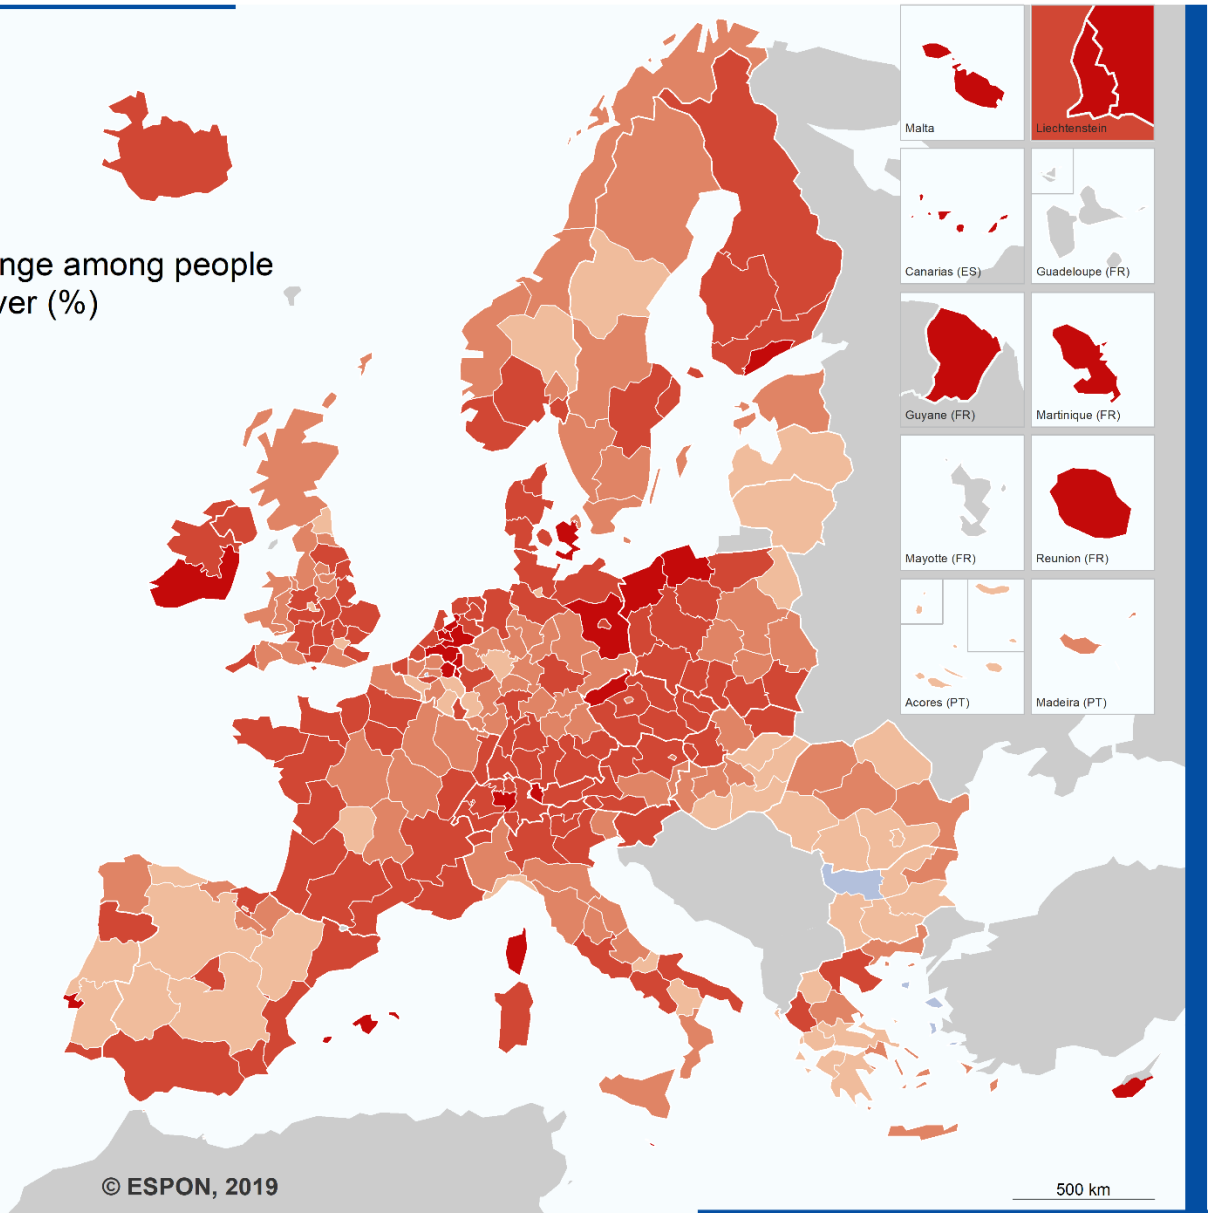 Malta
Liechtenstein
nge among people
ver (%)
Canarias (ES)
Guadeloupe (FR)
Guyane (FR)
Martinique (FR)
Mayotte (FR)
Reunion (FR)
Acores (PT)
Madeira (PT)
© ESPON, 2019
500 km